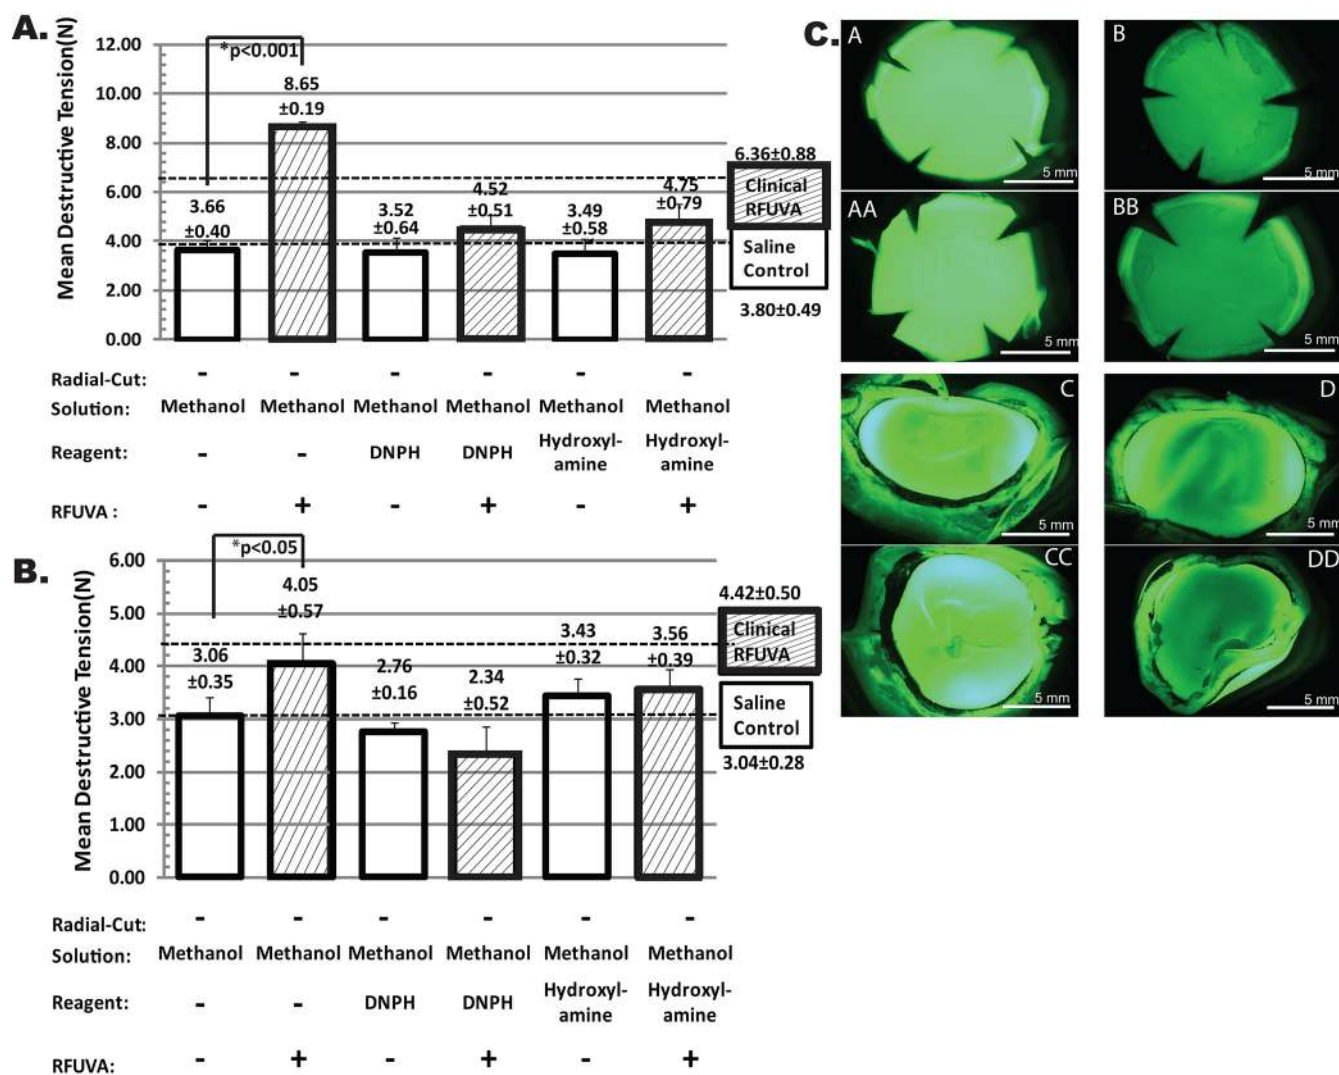 A.
Mean Destructive Tension(N)
12.00
10.00
8.00
6.00
4.00
2.00
0.00
*p<0.001
3.66
±0.40
8.65
±0.19
3.52
±0.64
4.52
±0.51
3.49
±0.58
4.75
±0.79
6.36±0.88
Clinical
RFUVA
Saline
Control
3.80±0.49
Radial-Cut: - - - - - -
Solution: Methanol Methanol Methanol Methanol Methanol Methanol
Reagent: - - DNPH DNPH Hydroxyl- Hydroxyl-
amine amine
RFUVA : - + - + - +
B.
Mean Destructive Tension(N)
6.00
5.00
4.00
3.00
2.00
1.00
0.00
*p<0.05
3.06
±0.35
4.05
±0.57
2.76
±0.16
2.34
±0.52
3.43
±0.32
3.56
±0.39
4.42±0.50
Clinical
RFUVA
Saline
Control
3.04±0.28
Radial-Cut: - - - - - -
Solution: Methanol Methanol Methanol Methanol Methanol Methanol
Reagent: - - DNPH DNPH Hydroxyl- Hydroxyl-
amine amine
RFUVA: - + - + - +
C.
A
5 mm
B
5 mm
AA
5 mm
BB
5 mm
C
5 mm
D
5 mm
CC
5 mm
DD
5 mm